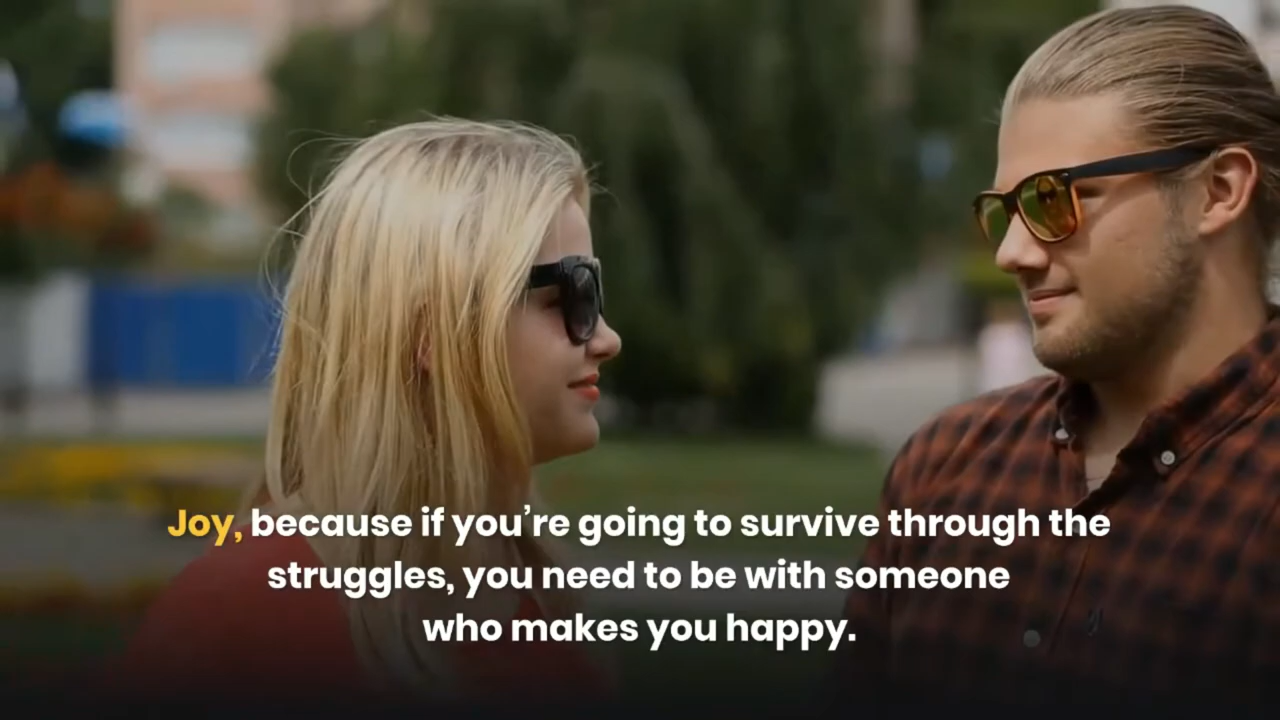 Joy, because if you’re going to survive through the
struggles, you need to be with someone
who makes you happy.